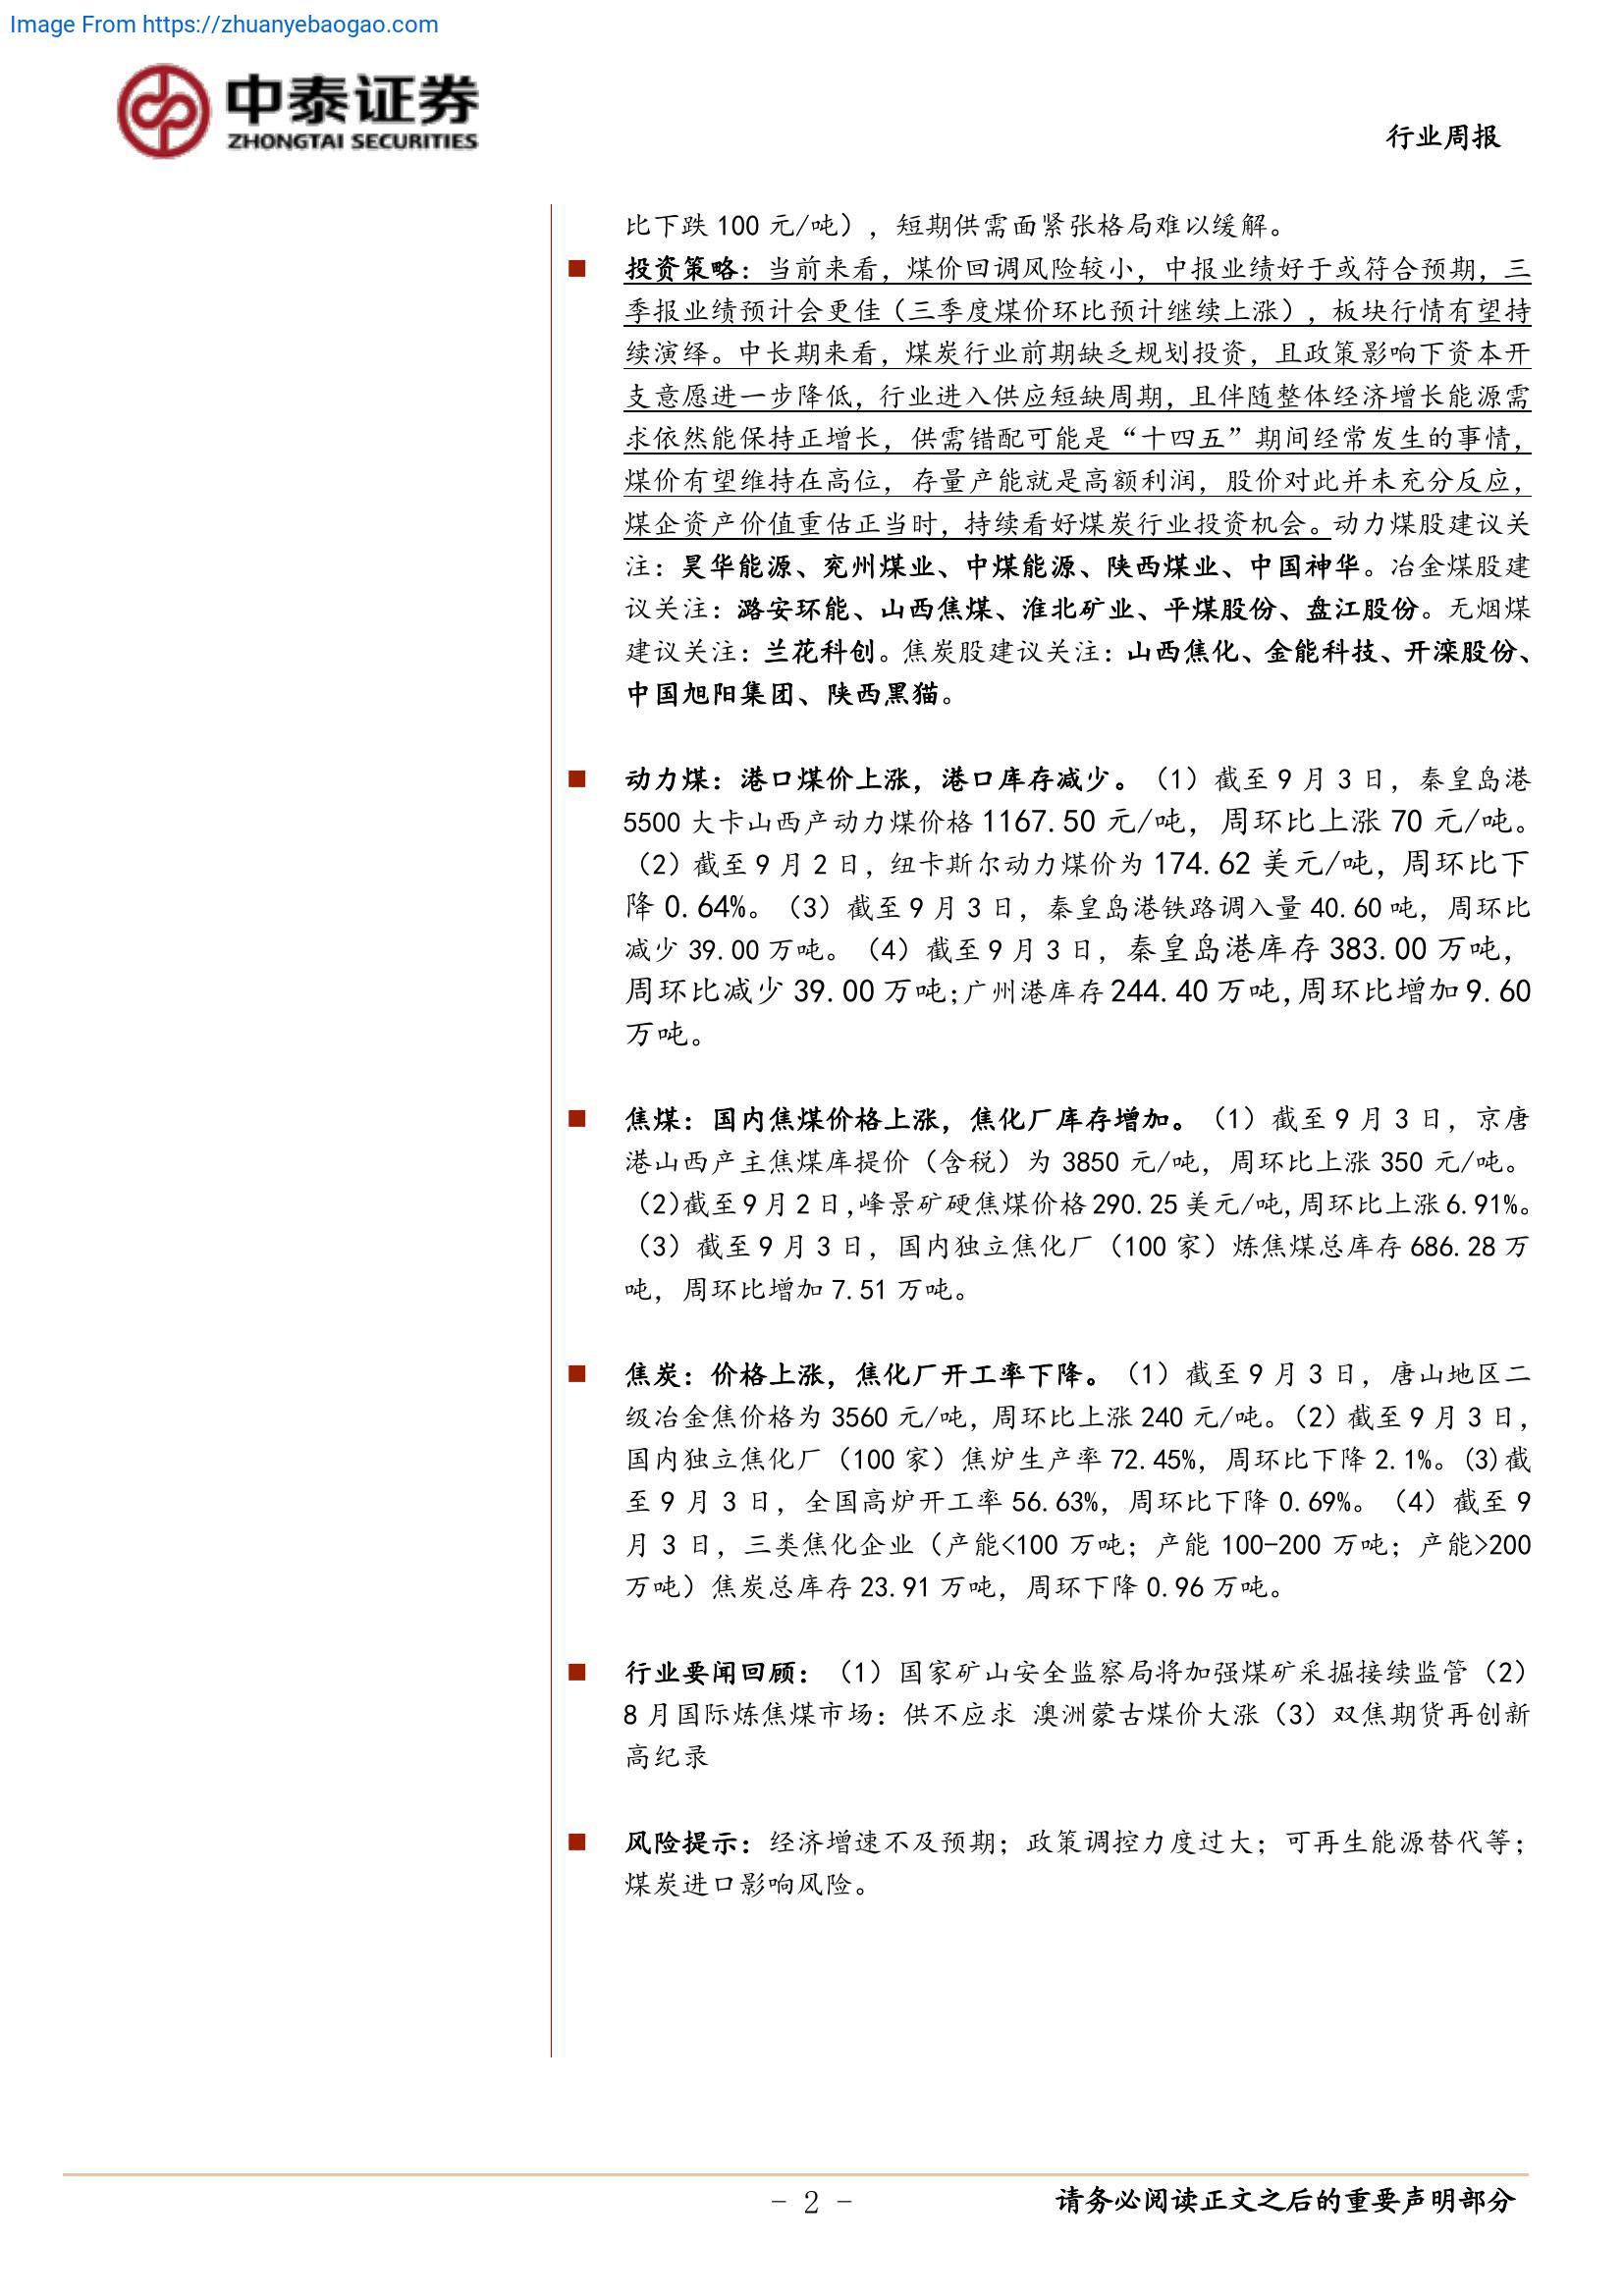 Image From https://zhuanyebaogao.com
中泰证券
ZHONGTAI SECURITIES
行业周报
比下跌 100 元/吨），短期供需面紧张格局难以缓解。
■ 投资策略：当前来看，煤价回调风险较小，中报业绩好于或符合预期，三
季报业绩预计会更佳（三季度煤价环比预计继续上涨），板块行情有望持
续演绎。中长期来看，煤炭行业前期缺乏规划投资，且政策影响下资本开
支意愿进一步降低，行业进入供应短缺周期，且伴随整体经济增长能源需
求依然能保持正增长，供需错配可能是“十四五”期间经常发生的事情，
煤价有望维持在高位，存量产能就是高额利润，股价对此并未充分反应，
煤企资产价值重估正当时，持续看好煤炭行业投资机会。动力煤股建议关
注：昊华能源、兖州煤业、中煤能源、陕西煤业、中国神华。冶金煤股建
议关注：潞安环能、山西焦煤、淮北矿业、平煤股份、盘江股份。无烟煤
建议关注：兰花科创。焦炭股建议关注：山西焦化、金能科技、开滦股份、
中国旭阳集团、陕西黑猫。
■ 动力煤：港口煤价上涨，港口库存减少。（1）截至 9 月 3 日，秦皇岛港
5500 大卡山西产动力煤价格 1167.50 元/吨，周环比上涨 70 元/吨。
（2）截至 9 月 2 日，纽卡斯尔动力煤价为 174.62 美元/吨，周环比下
降 0.64%。（3）截至 9 月 3 日，秦皇岛港铁路调入量 40.60 吨，周环比
减少 39.00 万吨。（4）截至 9 月 3 日，秦皇岛港库存 383.00 万吨，
周环比减少 39.00 万吨;广州港库存 244.40 万吨,周环比增加 9.60
万吨。
■ 焦煤：国内焦煤价格上涨，焦化厂库存增加。（1）截至 9 月 3 日，京唐
港山西产主焦煤库提价（含税）为 3850 元/吨，周环比上涨 350 元/吨。
（2)截至 9 月 2 日,峰景矿硬焦煤价格 290.25 美元/吨,周环比上涨 6.91%。
（3）截至 9 月 3 日，国内独立焦化厂（100 家）炼焦煤总库存 686.28 万
吨，周环比增加 7.51 万吨。
■ 焦炭：价格上涨，焦化厂开工率下降。（1）截至 9 月 3 日，唐山地区二
级冶金焦价格为 3560 元/吨，周环比上涨 240 元/吨。（2）截至 9 月 3 日，
国内独立焦化厂（100 家）焦炉生产率 72.45%，周环比下降 2.1%。(3)截
至 9 月 3 日，全国高炉开工率 56.63%，周环比下降 0.69%。（4）截至 9
月 3 日，三类焦化企业（产能<100 万吨；产能 100-200 万吨；产能>200
万吨）焦炭总库存 23.91 万吨，周环下降 0.96 万吨。
■ 行业要闻回顾：（1）国家矿山安全监察局将加强煤矿采掘接续监管（2）
8 月国际炼焦煤市场：供不应求 澳洲蒙古煤价大涨（3）双焦期货再创新
高纪录
■ 风险提示：经济增速不及预期；政策调控力度过大；可再生能源替代等；
煤炭进口影响风险。
- 2 -
请务必阅读正文之后的重要声明部分